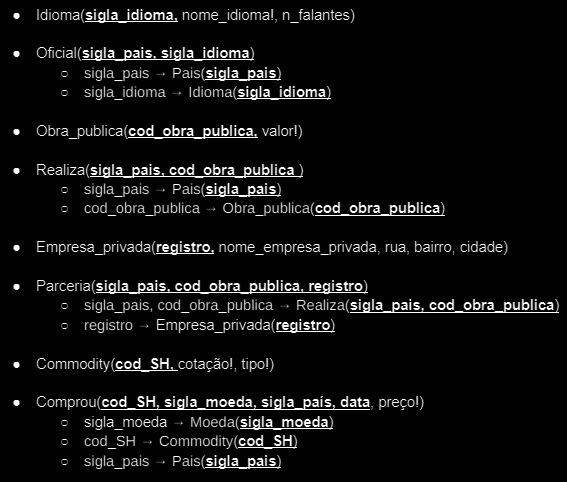 ● Idioma(sigla_idioma, nome_idioma!, n_falantes)
● Oficial(sigla_pais, sigla_idioma)
○ sigla_pais → Pais(sigla_pais)
○ sigla_idioma → Idioma(sigla_idioma)
● Obra_publica(cod_obra_publica, valor!)
● Realiza(sigla_pais, cod_obra_publica )
○ sigla_pais → Pais(sigla_pais)
○ cod_obra_publica → Obra_publica(cod_obra_publica)
● Empresa_privada(registro, nome_empresa_privada, rua, bairro, cidade)
● Parceria(sigla_pais, cod_obra_publica, registro)
○ sigla_pais, cod_obra_publica → Realiza(sigla_pais, cod_obra_publica)
○ registro → Empresa_privada(registro)
● Commodity(cod_SH, cotação!, tipo!)
● Comprou(cod_SH, sigla_moeda, sigla_país, data, preço!)
○ sigla_moeda → Moeda(sigla_moeda)
○ cod_SH → Commodity(cod_SH)
○ sigla_pais → Pais(sigla_pais)